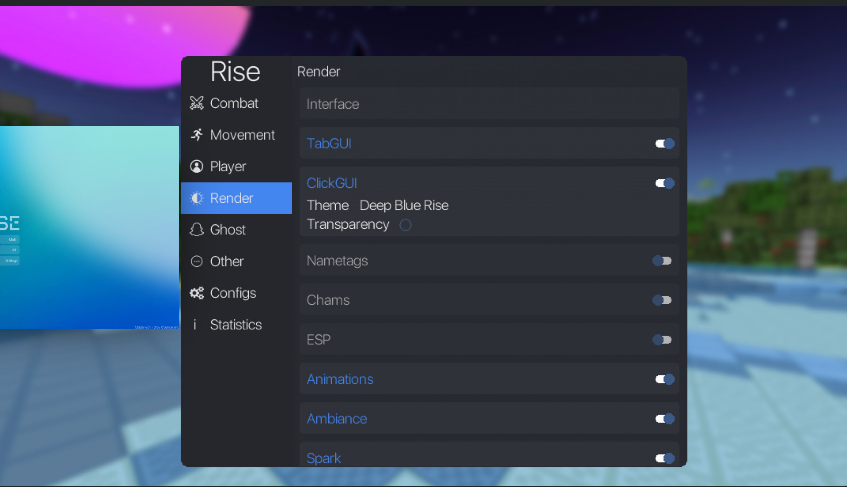 Rise
Combat
Movement
Player
Render
Ghost
Other
Configs
Statistics
Render
Interface
TabGUI
ClickGUI
Theme Deep Blue Rise
Transparency
Nametags
Chams
ESP
Animations
Ambiance
Spark
SE